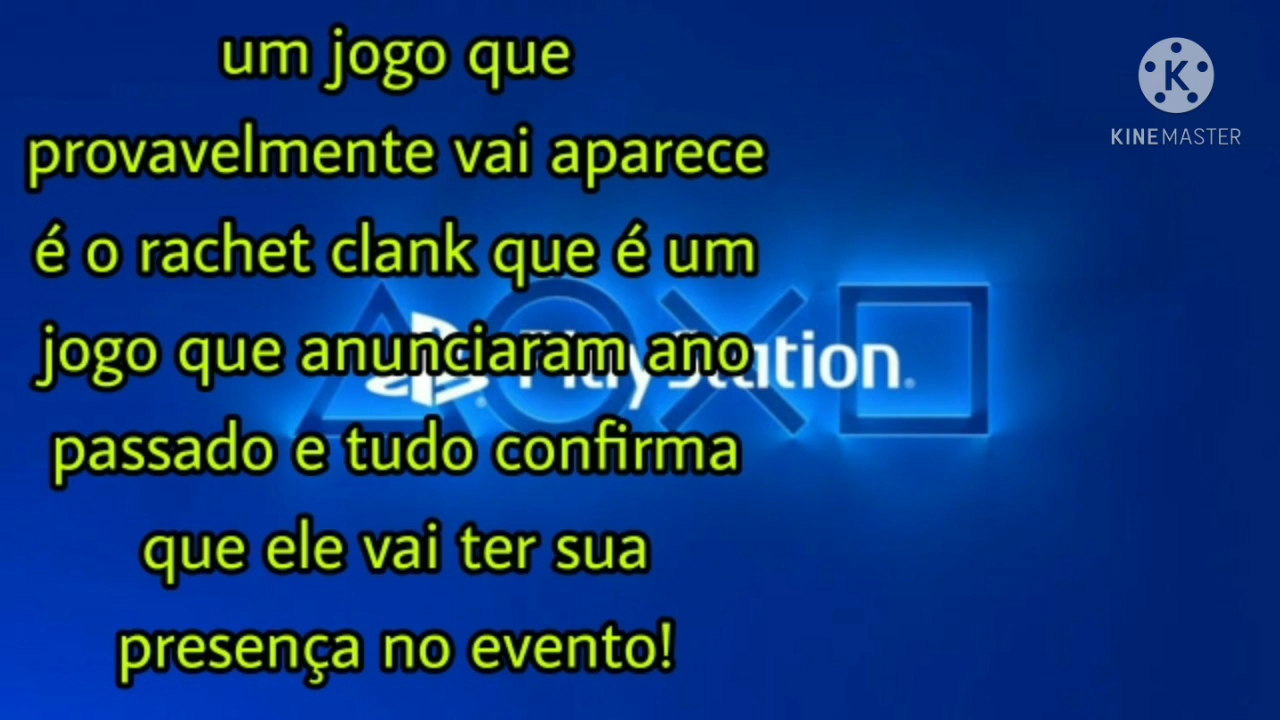 um jogo que
provavelmente vai aparece
é o rachet clank que é um
jogo que anunciaram ano
passado e tudo confirma
que ele vai ter sua
presença no evento!
PlayStation
K
KINEMASTER